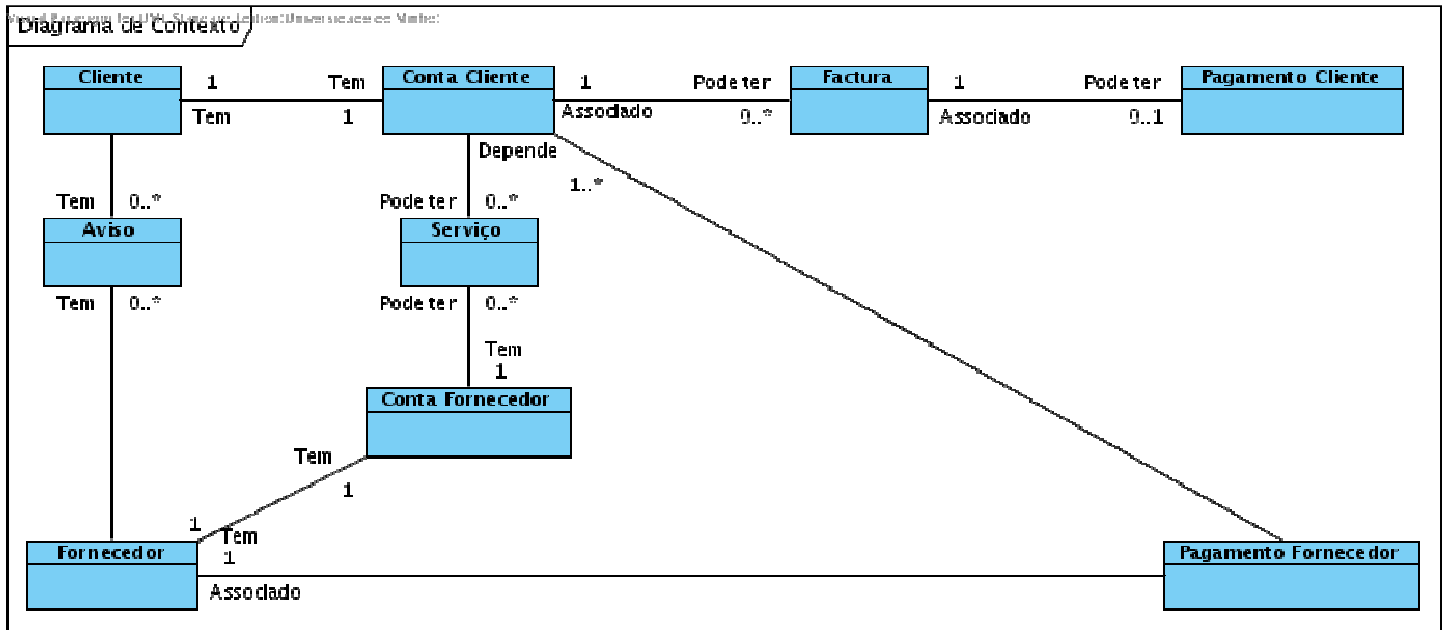 Diagrama de Contexto
Cliente
1
Tem
Tem
1
Conta Cliente
1
Pode ter
Associado
0..*
Factura
1
Pode ter
Associado
0..1
Pagamento Cliente
Depende
1..*
Tem 0..*
Pode ter 0..*
Aviso
Serviço
Tem 0..*
Pode ter 0..*
Tem
1
Conta Fornecedor
Tem
1
1
Tem
1
Fornecedor
Associado
Pagamento Fornecedor